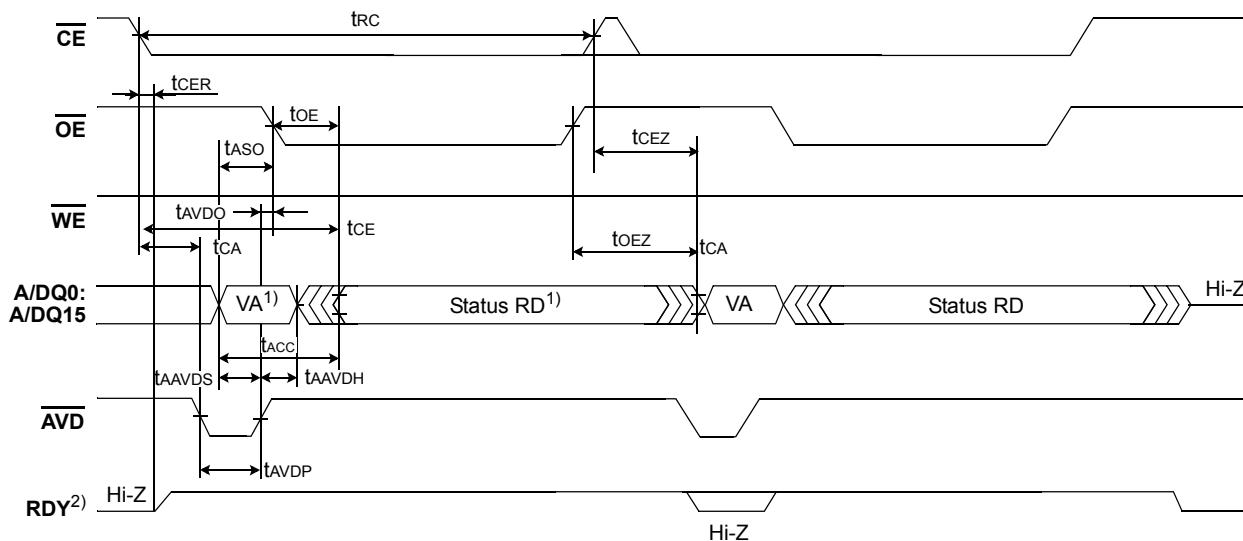 CE
tRC
tCER
OE
tOE
tASO
tCEZ
WE
tAVDO
tCE
tCA
tOEZ
tCA
A/DQ0:
A/DQ15
VA1)
Status RD1)
VA
Status RD
Hi-Z
tACC
tAAVDS
tAAVDH
AVD
tAVDP
Hi-Z
RDY2)
Hi-Z